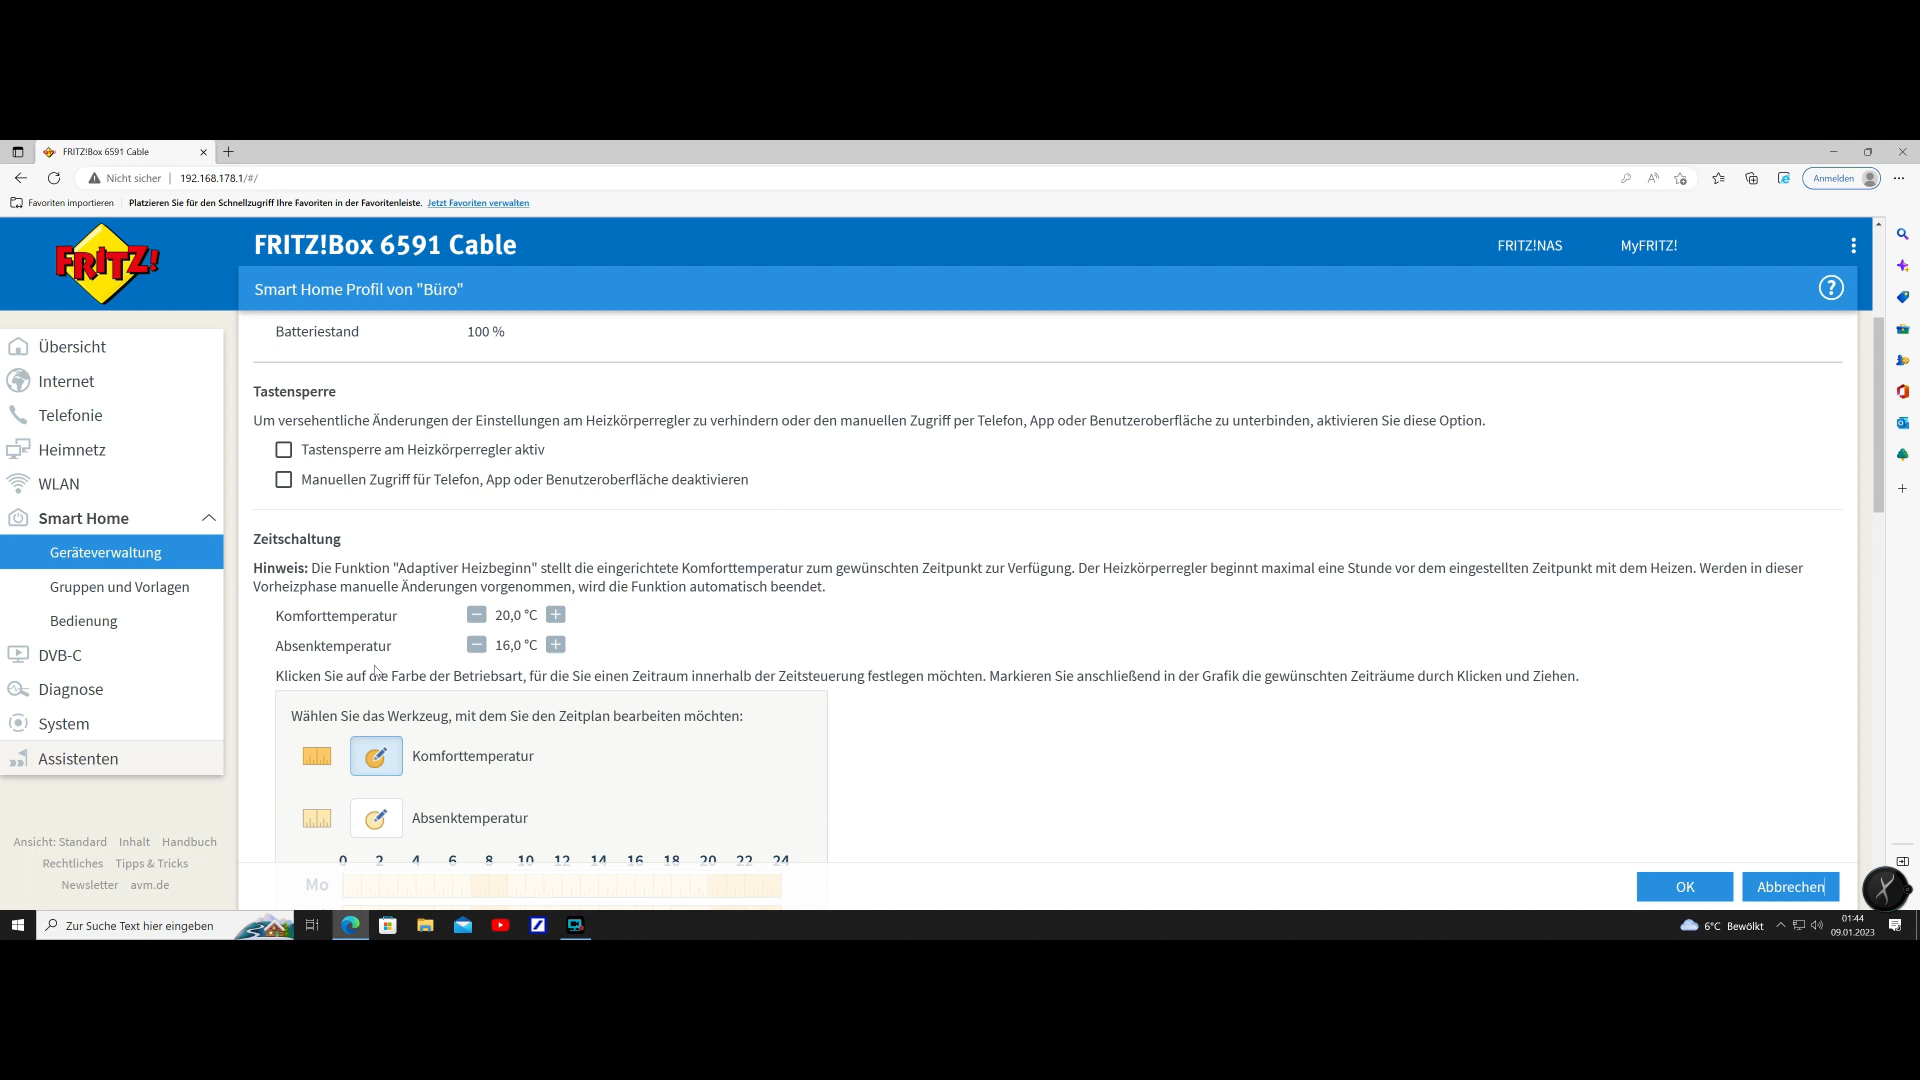 FRITZ!Box 6591 Cable
Nicht sicher
192.168.178.1/#/
Anmelden
Favoriten importieren
Platzieren Sie für den Schnellzugriff Ihre Favoriten in der Favoritenleiste. Jetzt Favoriten verwalten
FRITZ!
FRITZ!Box 6591 Cable
FRITZ!NAS
MyFRITZ!
Smart Home Profil von "Büro"
?
Übersicht
Internet
Telefonie
Heimnetz
WLAN
Smart Home
Geräteverwaltung
Gruppen und Vorlagen
Bedienung
DVB-C
Diagnose
System
Assistenten
Ansicht: Standard Inhalt Handbuch
Rechtliches Tipps & Tricks
Newsletter avm.de
Batteriestand 100 %
Tastensperre
Um versehentliche Änderungen der Einstellungen am Heizkörperregler zu verhindern oder den manuellen Zugriff per Telefon, App oder Benutzeroberfläche zu unterbinden, aktivieren Sie diese Option.
Tastensperre am Heizkörperregler aktiv
Manuellen Zugriff für Telefon, App oder Benutzeroberfläche deaktivieren
Zeitschaltung
Hinweis: Die Funktion "Adaptiver Heizbeginn" stellt die eingerichtete Komforttemperatur zum gewünschten Zeitpunkt zur Verfügung. Der Heizkörperregler beginnt maximal eine Stunde vor dem eingestellten Zeitpunkt mit dem Heizen. Werden in dieser
Vorheizphase manuelle Änderungen vorgenommen, wird die Funktion automatisch beendet.
Komforttemperatur − 20,0 °C +
Absenktemperatur − 16,0 °C +
Klicken Sie auf die Farbe der Betriebsart, für die Sie einen Zeitraum innerhalb der Zeitsteuerung festlegen möchten. Markieren Sie anschließend in der Grafik die gewünschten Zeiträume durch Klicken und Ziehen.
Wählen Sie das Werkzeug, mit dem Sie den Zeitplan bearbeiten möchten:
Komforttemperatur
Absenktemperatur
0 2 4 6 8 10 12 14 16 18 20 22 24
Mo
OK
Abbrechen
Zur Suche Text hier eingeben
6°C Bewölkt
01:44
09.01.2023